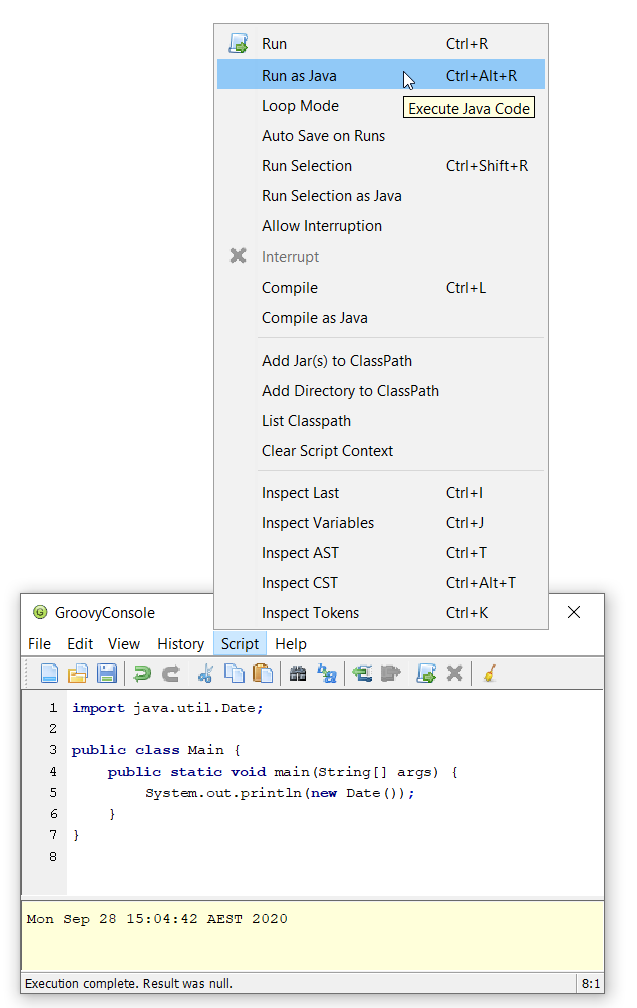 Run Ctrl+R
Run as Java Ctrl+Alt+R
Loop Mode
Execute Java Code
Auto Save on Runs
Run Selection Ctrl+Shift+R
Run Selection as Java
Allow Interruption
Interrupt
Compile Ctrl+L
Compile as Java
Add Jar(s) to ClassPath
Add Directory to ClassPath
List Classpath
Clear Script Context
Inspect Last Ctrl+I
Inspect Variables Ctrl+J
Inspect AST Ctrl+T
Inspect CST Ctrl+Alt+T
Inspect Tokens Ctrl+K
G GroovyConsole
File Edit View History Script Help
1 import java.util.Date;
2
3 public class Main {
4     public static void main(String[] args) {
5         System.out.println(new Date());
6     }
7 }
8
Mon Sep 28 15:04:42 AEST 2020
Execution complete. Result was null. 8:1